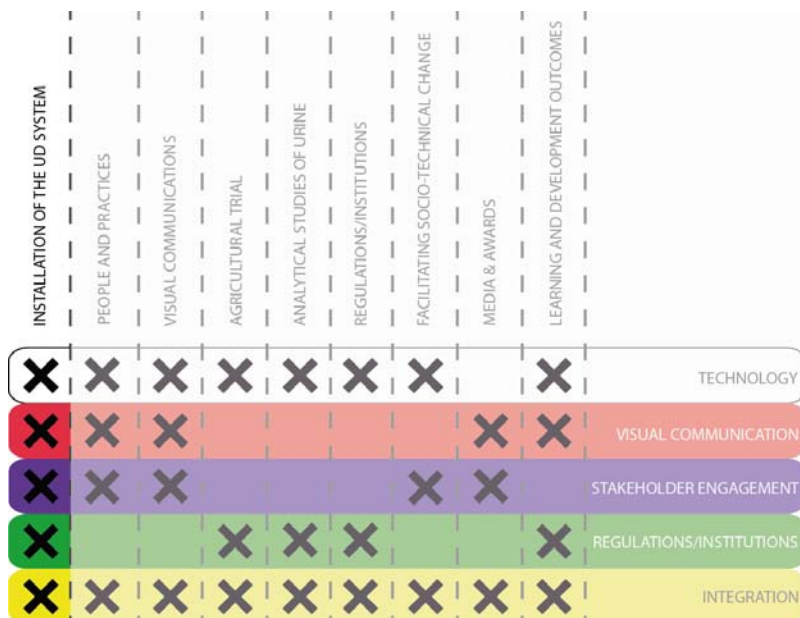 INSTALLATION OF THE UD SYSTEM
PEOPLE AND PRACTICES
VISUAL COMMUNICATIONS
AGRICULTURAL TRIAL
ANALYTICAL STUDIES OF URINE
REGULATIONS/INSTITUTIONS
FACILITATING SOCIO-TECHNICAL CHANGE
MEDIA & AWARDS
LEARNING AND DEVELOPMENT OUTCOMES
TECHNOLOGY
VISUAL COMMUNICATION
STAKEHOLDER ENGAGEMENT
REGULATIONS/INSTITUTIONS
INTEGRATION